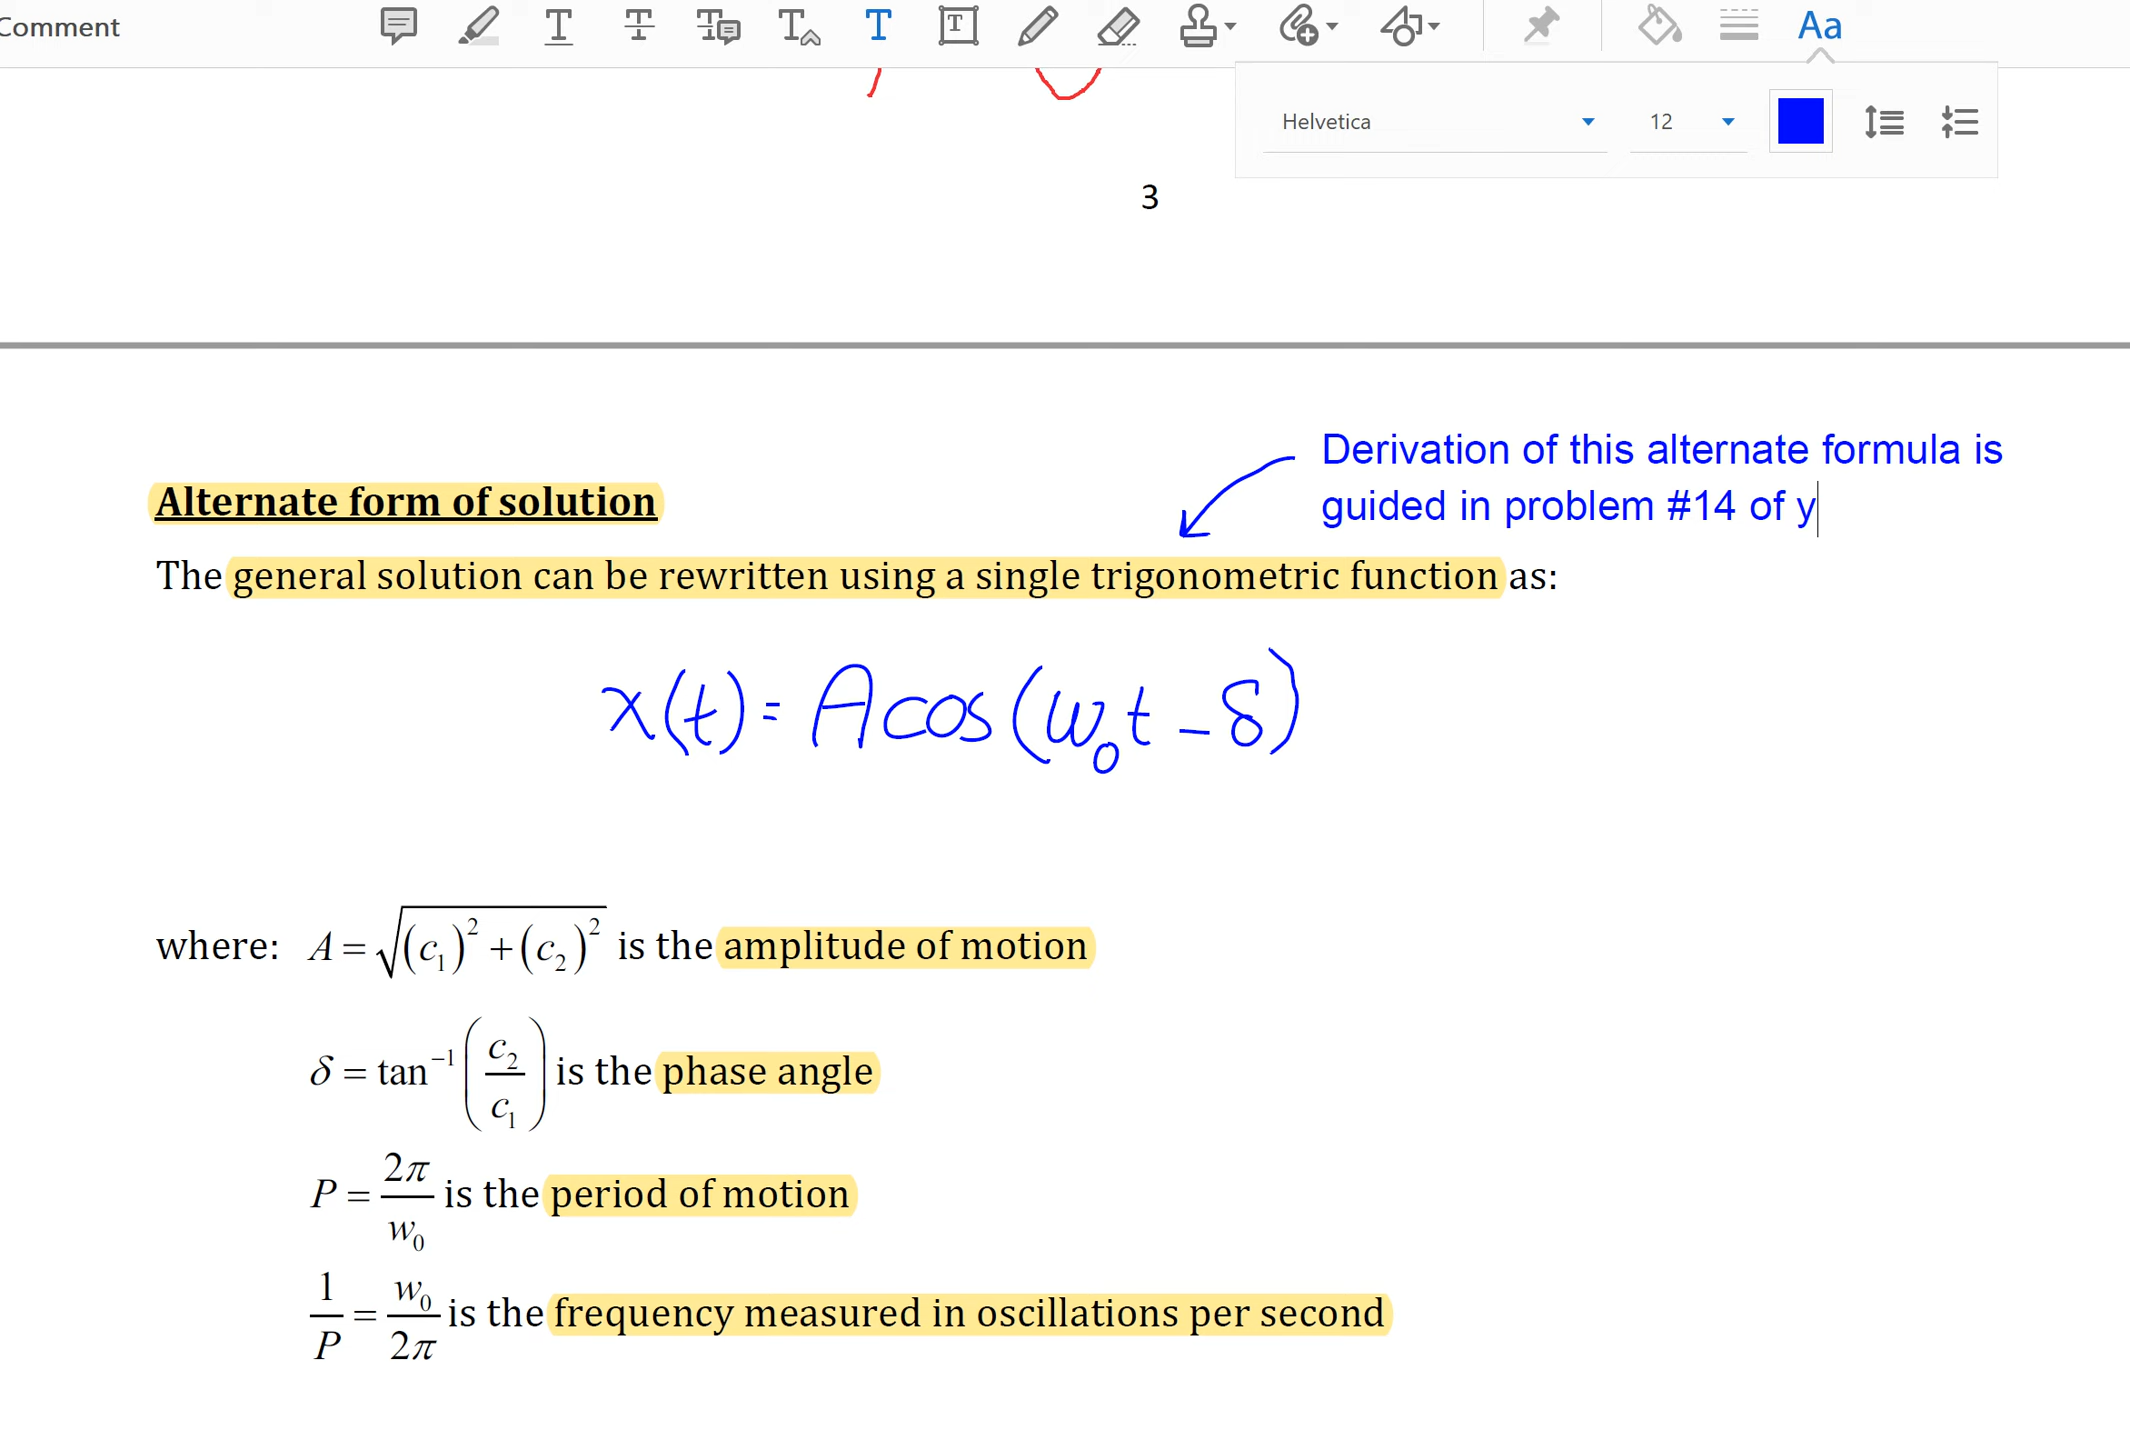 Comment
Aa
Helvetica
12
3
Derivation of this alternate formula is
guided in problem #14 of y
Alternate form of solution
The general solution can be rewritten using a single trigonometric function as:
x(t) = A cos(w₀t − δ)
where: A = √((c₁)² + (c₂)²) is the amplitude of motion
δ = tan⁻¹(c₂/c₁) is the phase angle
P = 2π/w₀ is the period of motion
1/P = w₀/2π is the frequency measured in oscillations per second